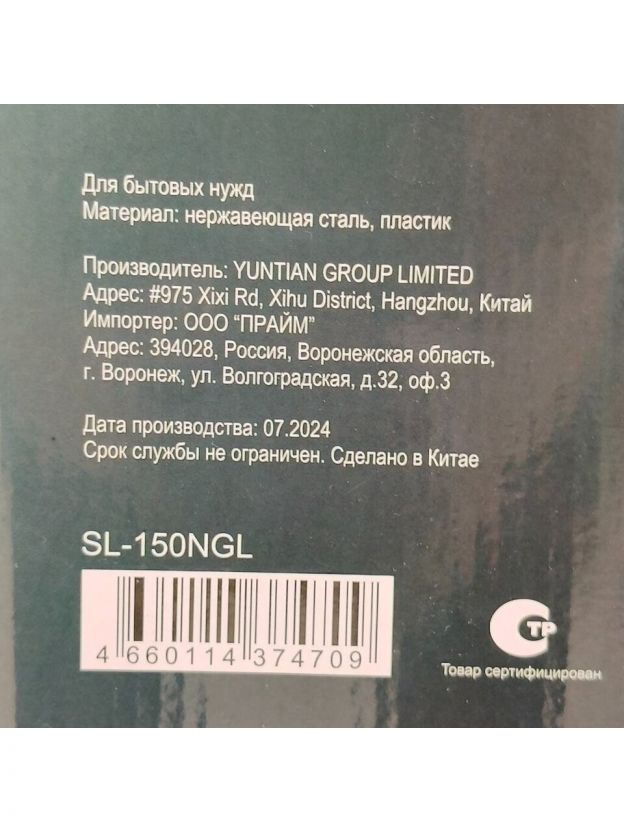 Для бытовых нужд
Материал: нержавеющая сталь, пластик
Производитель: YUNTIAN GROUP LIMITED
Адрес: #975 Xixi Rd, Xihu District, Hangzhou, Китай
Импортер: ООО "ПРАЙМ"
Адрес: 394028, Россия, Воронежская область,
г. Воронеж, ул. Волгоградская, д.32, оф.3
Дата производства: 07.2024
Срок службы не ограничен. Сделано в Китае
SL-150NGL
4 660114 374709
СТР
Товар сертифицирован